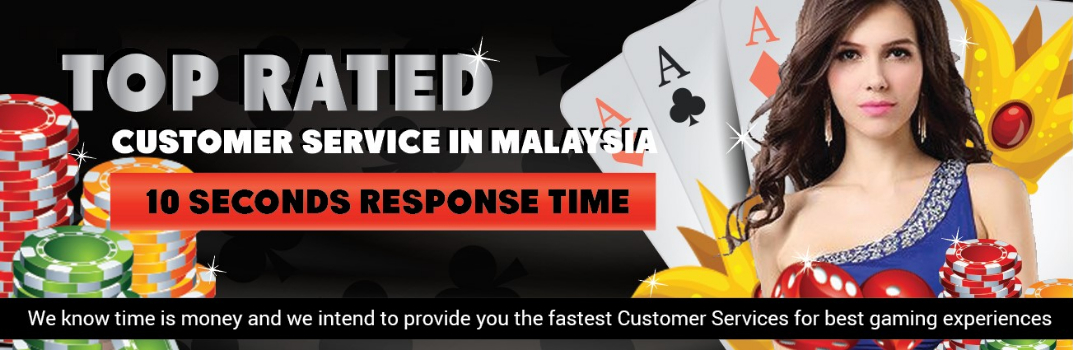 TOP RATED
CUSTOMER SERVICE IN MALAYSIA
10 SECONDS RESPONSE TIME
A
A
A
We know time is money and we intend to provide you the fastest Customer Services for best gaming experiences